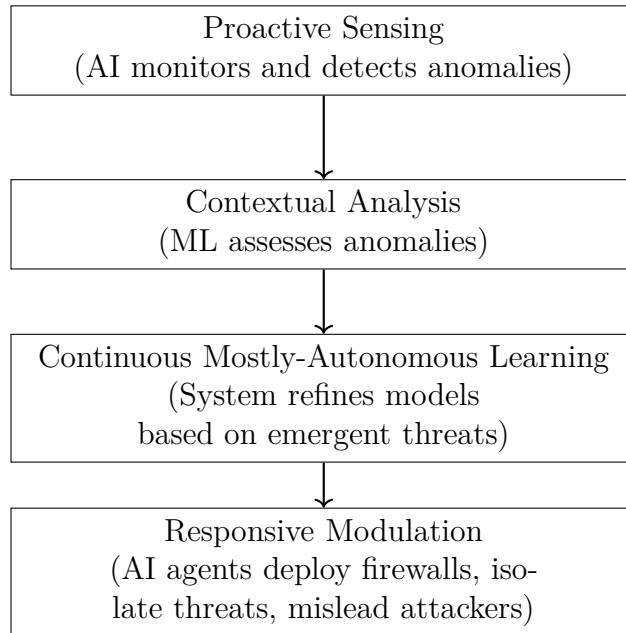 Proactive Sensing
(AI monitors and detects anomalies)
Contextual Analysis
(ML assesses anomalies)
Continuous Mostly-Autonomous Learning
(System refines models
based on emergent threats)
Responsive Modulation
(AI agents deploy firewalls, iso-
late threats, mislead attackers)